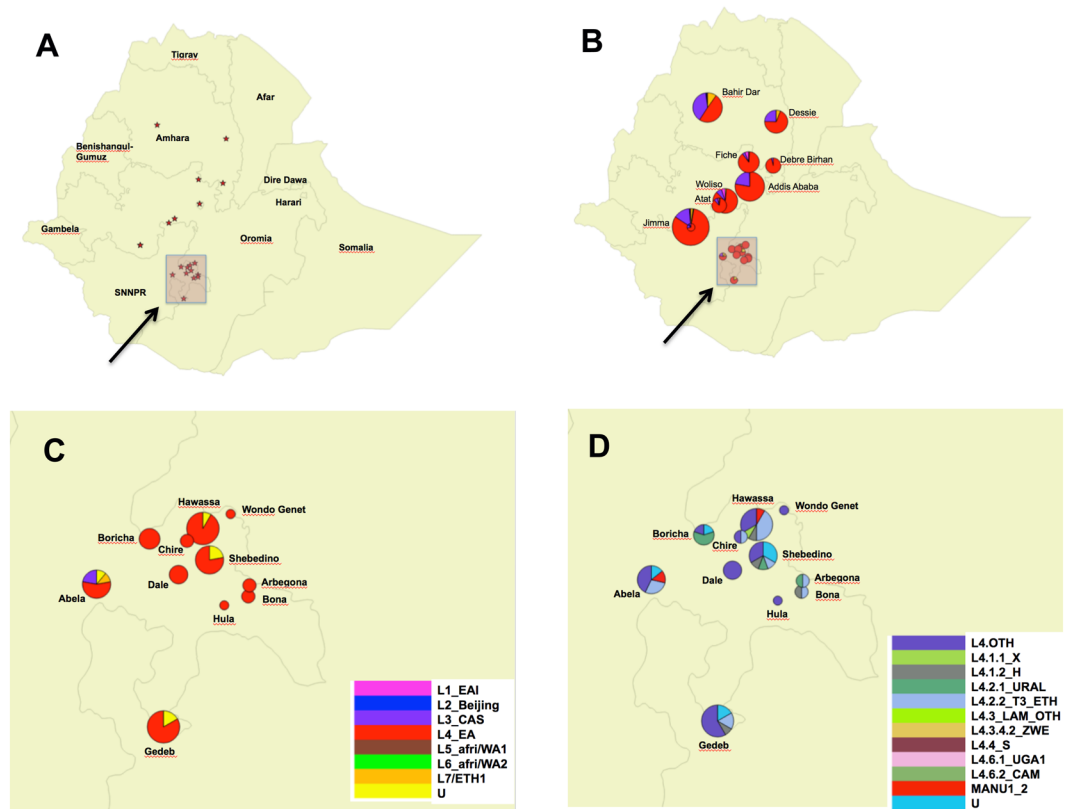 A
Tigray
Afar
Amhara
Benishangul-
Gumuz
Dire Dawa
Harari
Gambela
Oromia
Somalia
SNNPR
B
Bahir Dar
Dessie
Fiche
Debre Birhan
Woliso
Addis Ababa
Atat
Jimma
C
Hawassa
Wondo Genet
Boricha
Chire
Shebedino
Dale
Arbegona
Abela
Bona
Hula
Gedeb
L1_EAI
L2_Beijing
L3_CAS
L4_EA
L5_afri/WA1
L6_afri/WA2
L7/ETH1
U
D
Hawassa
Wondo Genet
Boricha
Chire
Shebedino
Dale
Arbegona
Abela
Bona
Hula
Gedeb
L4.OTH
L4.1.1_X
L4.1.2_H
L4.2.1_URAL
L4.2.2_T3_ETH
L4.3_LAM_OTH
L4.3.4.2_ZWE
L4.4_S
L4.6.1_UGA1
L4.6.2_CAM
MANU1_2
U